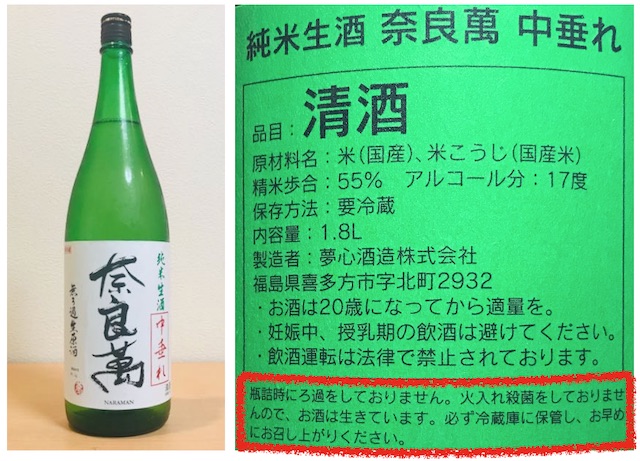 純米生酒
奈良萬
中垂れ
無ろ過生原酒
NARAMAN
純米生酒 奈良萬 中垂れ
品目：清酒
原材料名：米(国産)、米こうじ(国産米)
精米歩合：55%　アルコール分：17度
保存方法：要冷蔵
内容量：1.8L
製造者：夢心酒造株式会社
福島県喜多方市字北町2932
・お酒は20歳になってから適量を。
・妊娠中、授乳期の飲酒は避けてください。
・飲酒運転は法律で禁止されております。
瓶詰時にろ過をしておりません。火入れ殺菌をしておりませ
んので、お酒は生きています。必ず冷蔵庫に保管し、お早め
にお召し上がりください。